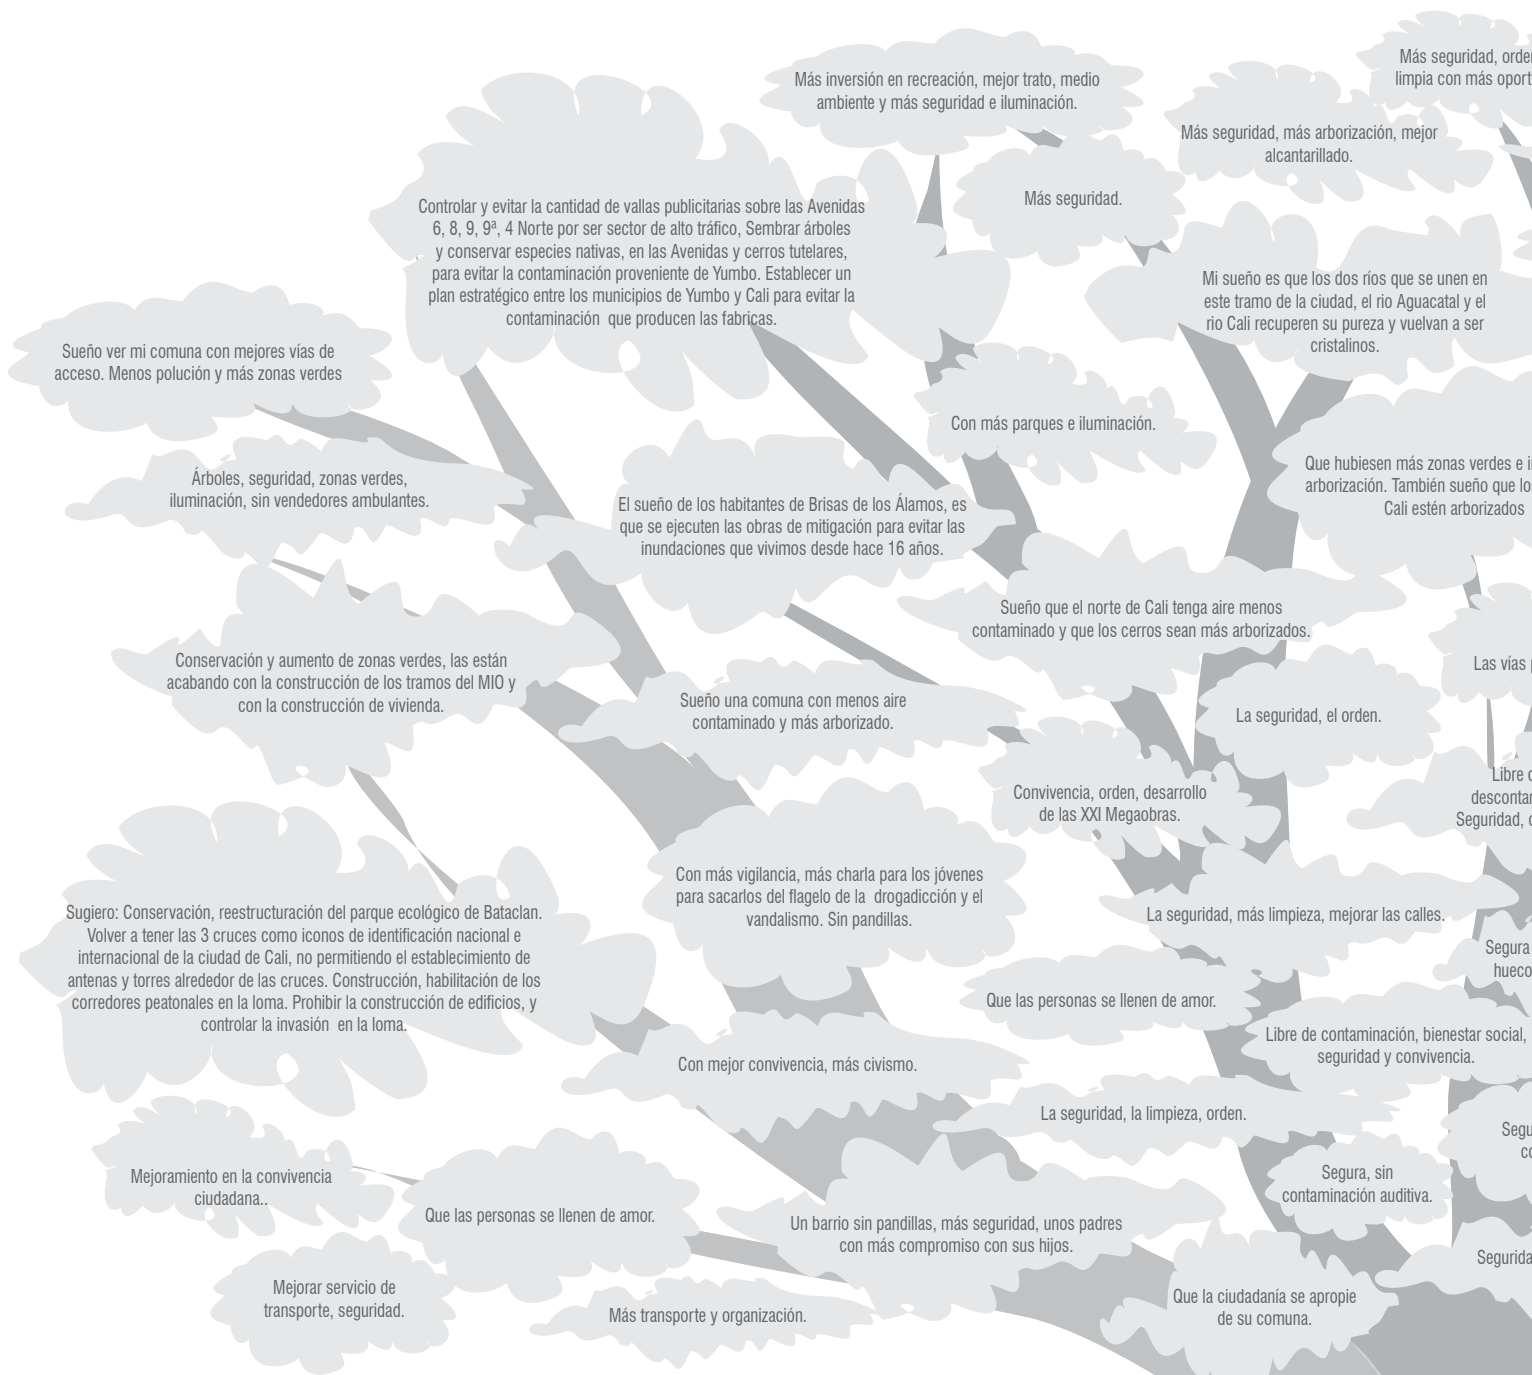 Más inversión en recreación, mejor trato, medio
ambiente y más seguridad e iluminación.
Más seguridad,
limpia con más
Más seguridad, más arborización, mejor
alcantarillado.
Más seguridad.
Controlar y evitar la cantidad de vallas publicitarias sobre las Avenidas
6, 8, 9, 9ª, 4 Norte por ser sector de alto tráfico, Sembrar árboles
y conservar especies nativas, en las Avenidas y cerros tutelares,
para evitar la contaminación proveniente de Yumbo. Establecer un
plan estratégico entre los municipios de Yumbo y Cali para evitar la
contaminación que producen las fabricas.
Mi sueño es que los dos ríos que se unen en
este tramo de la ciudad, el rio Aguacatal y el
rio Cali recuperen su pureza y vuelvan a ser
cristalinos.
Sueño ver mi comuna con mejores vías de
acceso. Menos polución y más zonas verdes
Con más parques e iluminación.
Que hubiesen más zonas verdes e
arborización. También sueño que
Cali estén arborizados
Árboles, seguridad, zonas verdes,
iluminación, sin vendedores ambulantes.
El sueño de los habitantes de Brisas de los Álamos, es
que se ejecuten las obras de mitigación para evitar las
inundaciones que vivimos desde hace 16 años.
Sueño que el norte de Cali tenga aire menos
contaminado y que los cerros sean más arborizados.
Conservación y aumento de zonas verdes, las están
acabando con la construcción de los tramos del MIO y
con la construcción de vivienda.
Las vías
Sueño una comuna con menos aire
contaminado y más arborizado.
La seguridad, el orden.
Convivencia, orden, desarrollo
de las XXI Megaobras.
Libre
Seguridad,
Con más vigilancia, más charla para los jóvenes
para sacarlos del flagelo de la drogadicción y el
vandalismo. Sin pandillas.
La seguridad, más limpieza, mejorar las calles.
Sugiero: Conservación, reestructuración del parque ecológico de Bataclan.
Volver a tener las 3 cruces como iconos de identificación nacional e
internacional de la ciudad de Cali, no permitiendo el establecimiento de
antenas y torres alrededor de las cruces. Construcción, habilitación de los
corredores peatonales en la loma. Prohibir la construcción de edificios, y
controlar la invasión en la loma.
Segura
Que las personas se llenen de amor.
Libre de contaminación, bienestar social,
seguridad y convivencia.
Con mejor convivencia, más civismo.
La seguridad, la limpieza, orden.
Mejoramiento en la convivencia
ciudadana..
Segura, sin
contaminación auditiva.
Que las personas se llenen de amor.
Un barrio sin pandillas, más seguridad, unos padres
con más compromiso con sus hijos.
Mejorar servicio de
transporte, seguridad.
Más transporte y organización.
Que la ciudadanía se apropie
de su comuna.